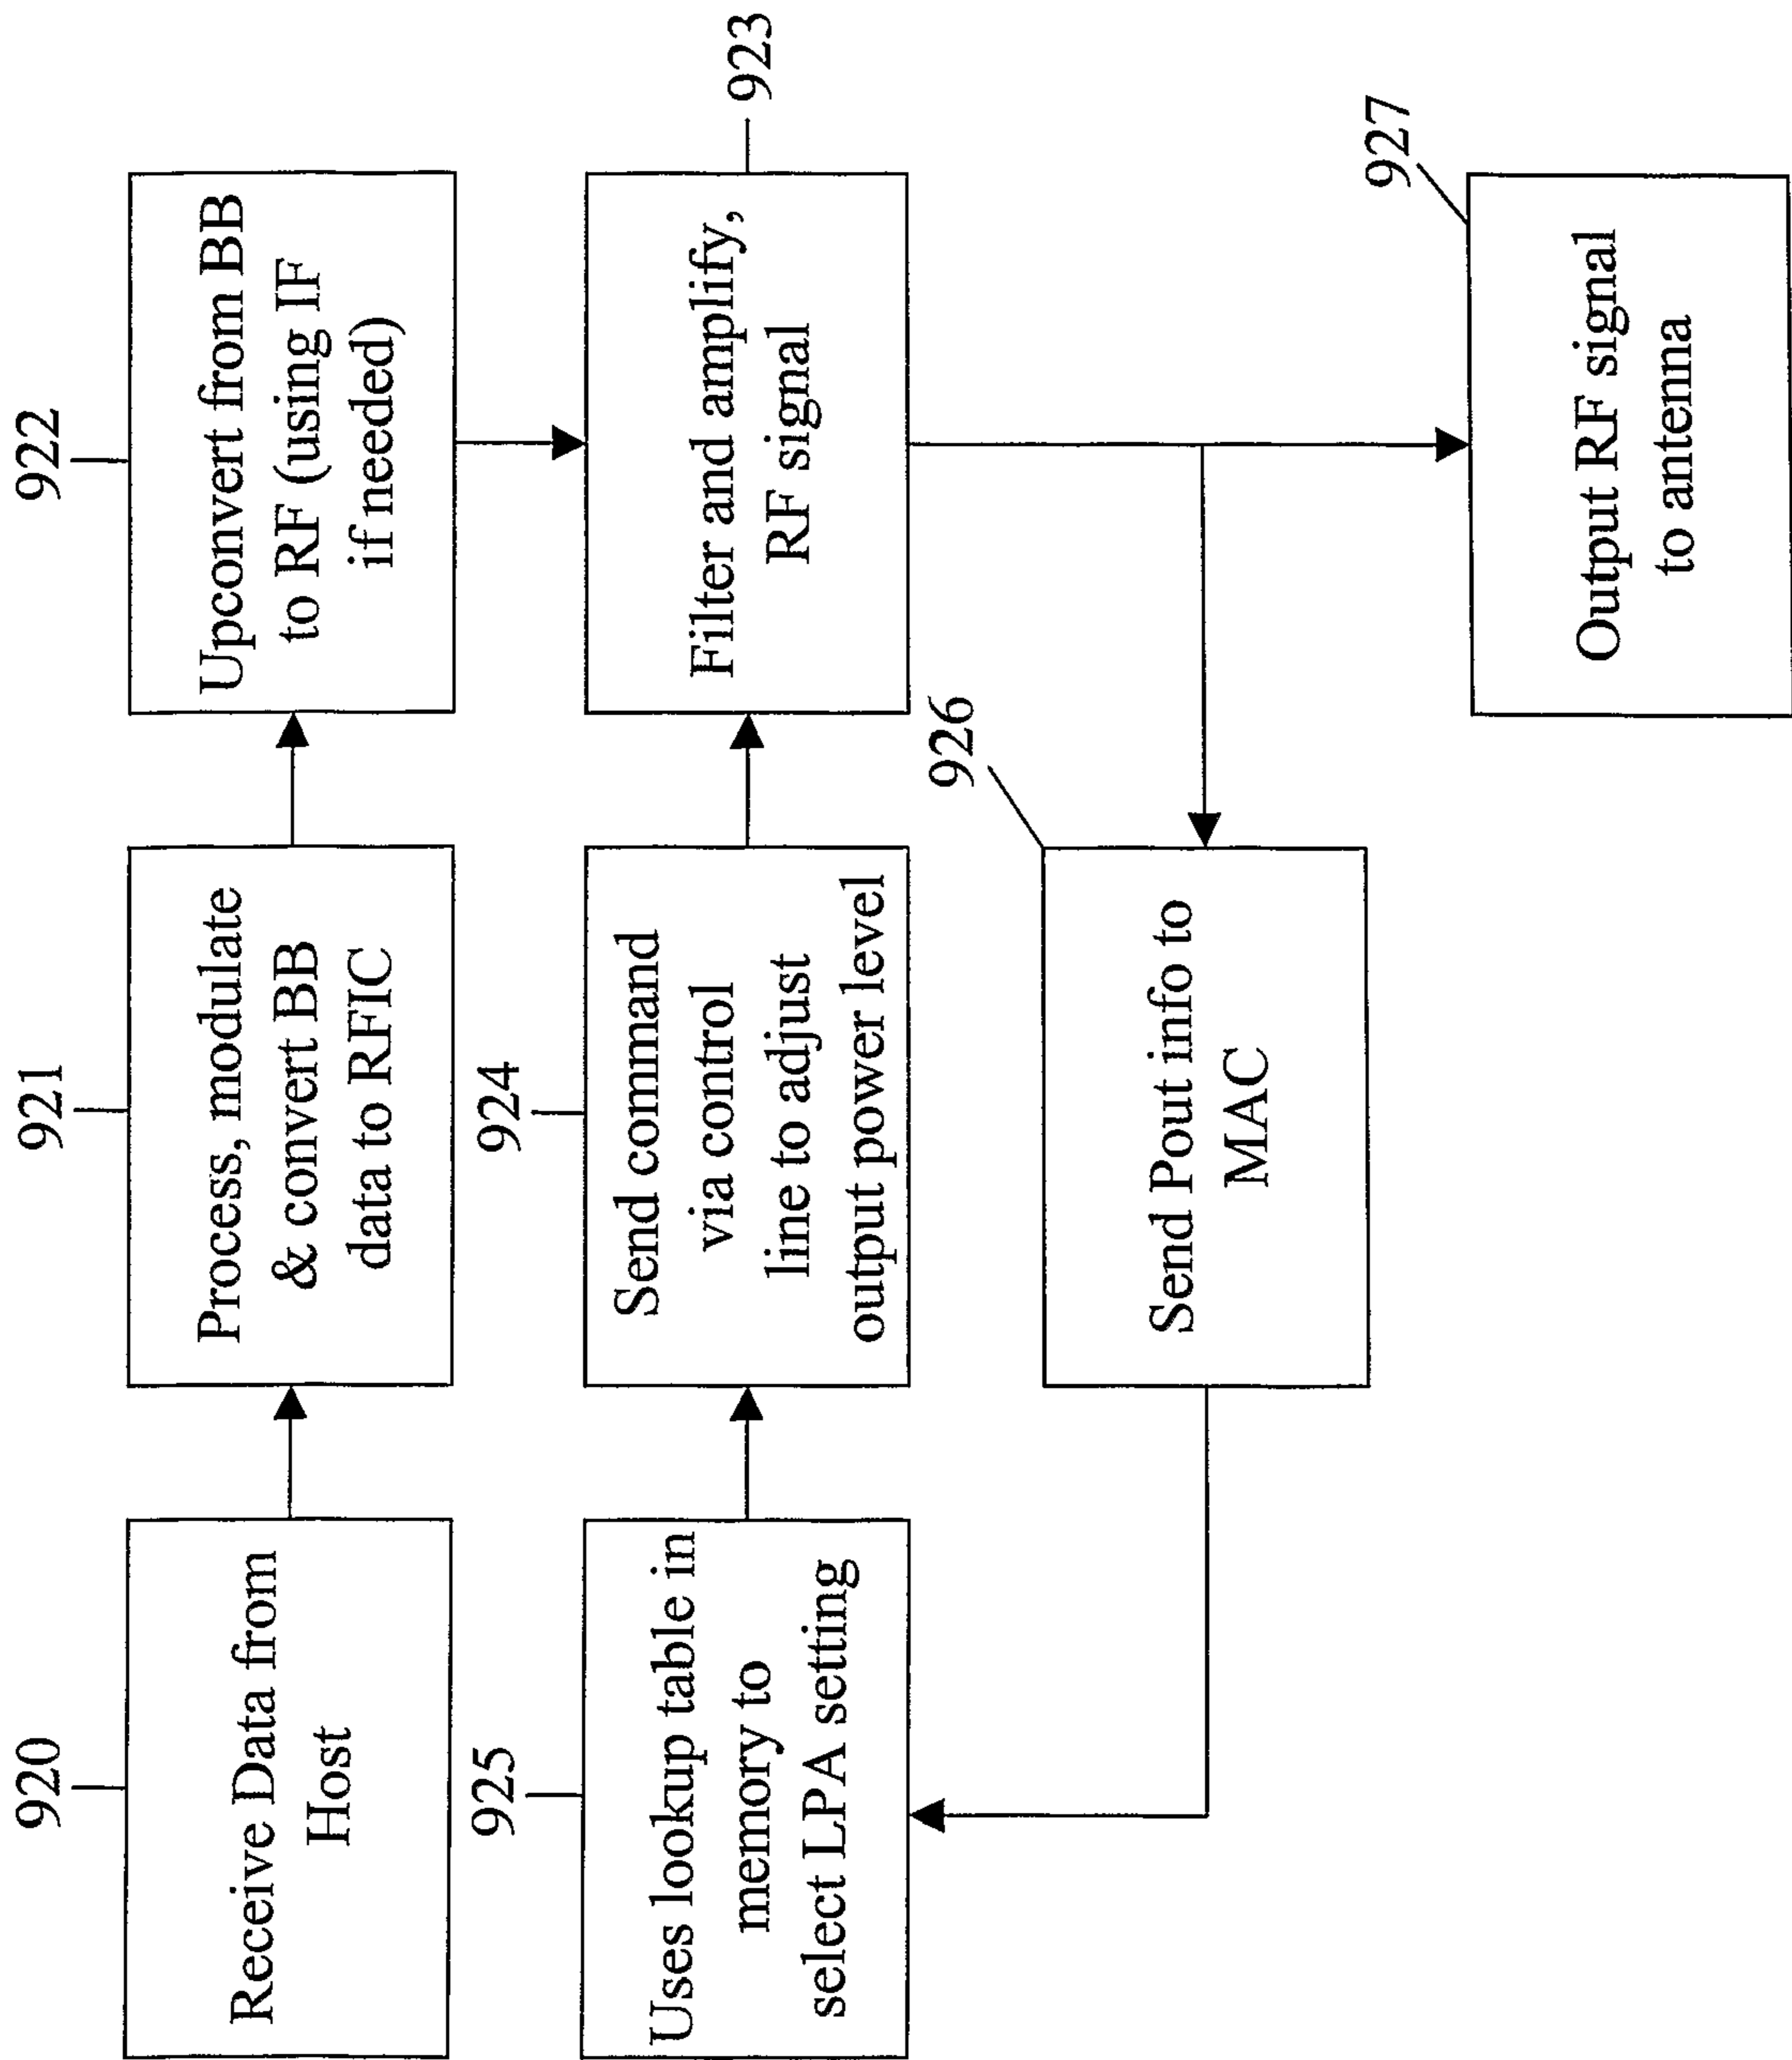 920
Receive Data from
Host
921
Process, modulate
& convert BB
data to RFIC
922
Upconvert from BB
to RF (using IF
if needed)
925
Uses lookup table in
memory to
select LPA setting
924
Send command
via control
line to adjust
output power level
923
Filter and amplify,
RF signal
926
Send Pout info to
MAC
927
Output RF signal
to antenna